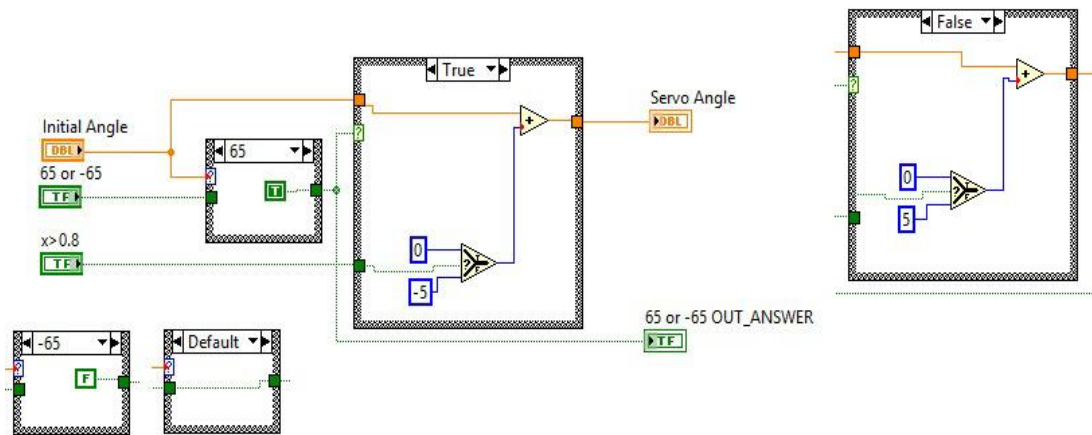 False
True
+
Servo Angle
DBL
+
Initial Angle
DBL
65 or -65
TF
65
?
T
x>0.8
TF
0
?
T
F
-5
?
0
?
T
F
5
65 or -65 OUT_ANSWER
TF
-65
F
Default